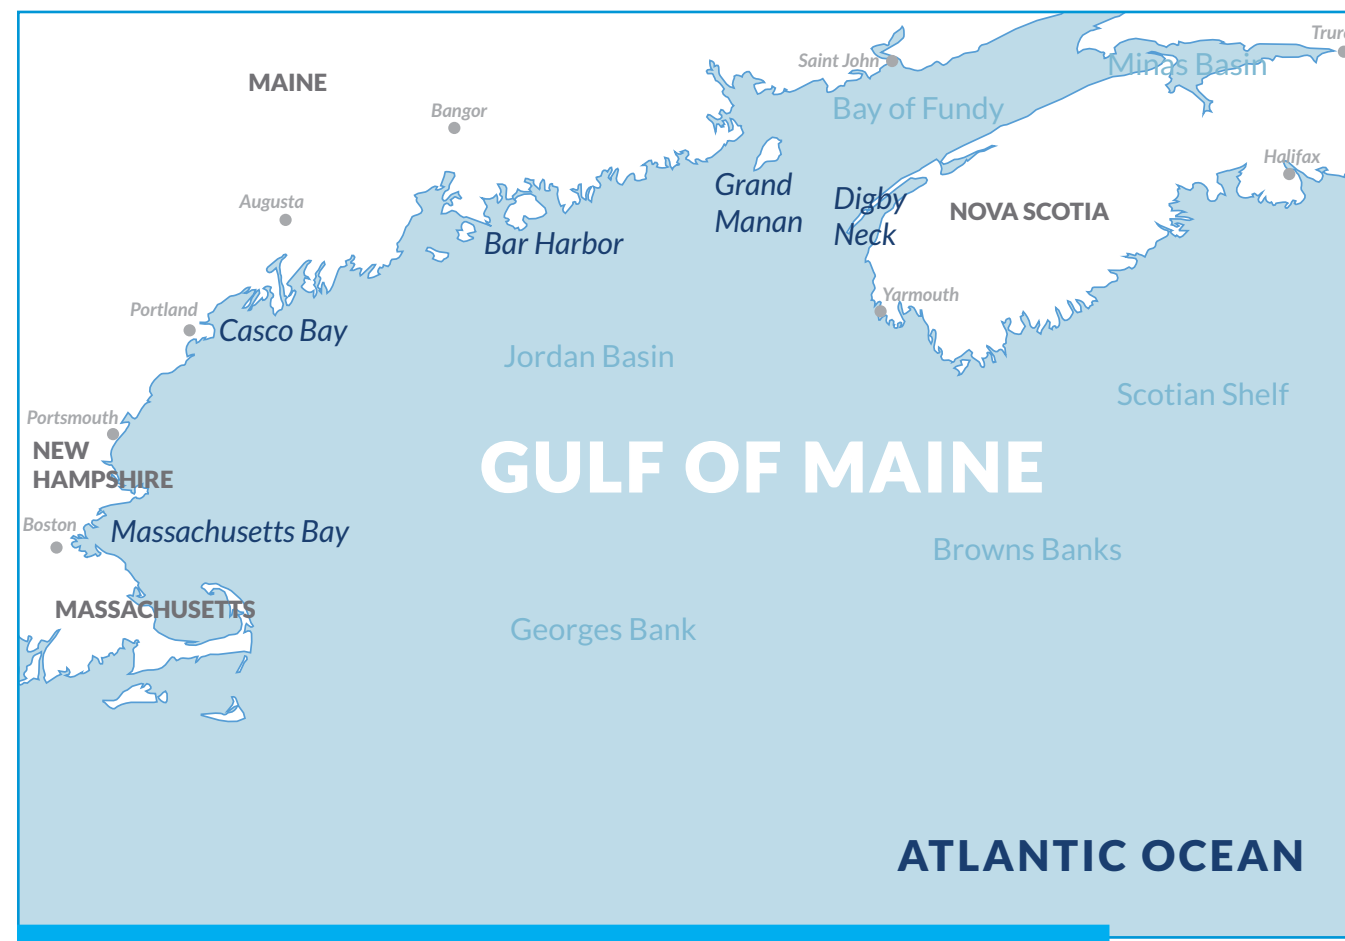 Truro
Saint John
Minas Basin
MAINE
Bangor
Bay of Fundy
Halifax
Grand
Manan
Digby
Neck
Augusta
NOVA SCOTIA
Bar Harbor
Yarmouth
Portland
Casco Bay
Jordan Basin
Scotian Shelf
Portsmouth
NEW
HAMPSHIRE
GULF OF MAINE
Boston
Massachusetts Bay
Browns Banks
MASSACHUSETTS
Georges Bank
ATLANTIC OCEAN